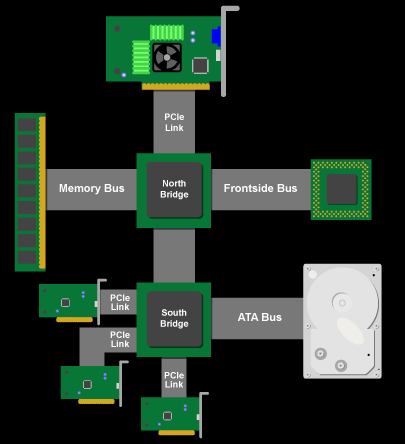 PCIe
Link
Memory Bus
North
Bridge
Frontside Bus
PCIe
Link
South
Bridge
ATA Bus
PCIe
Link
PCIe
Link